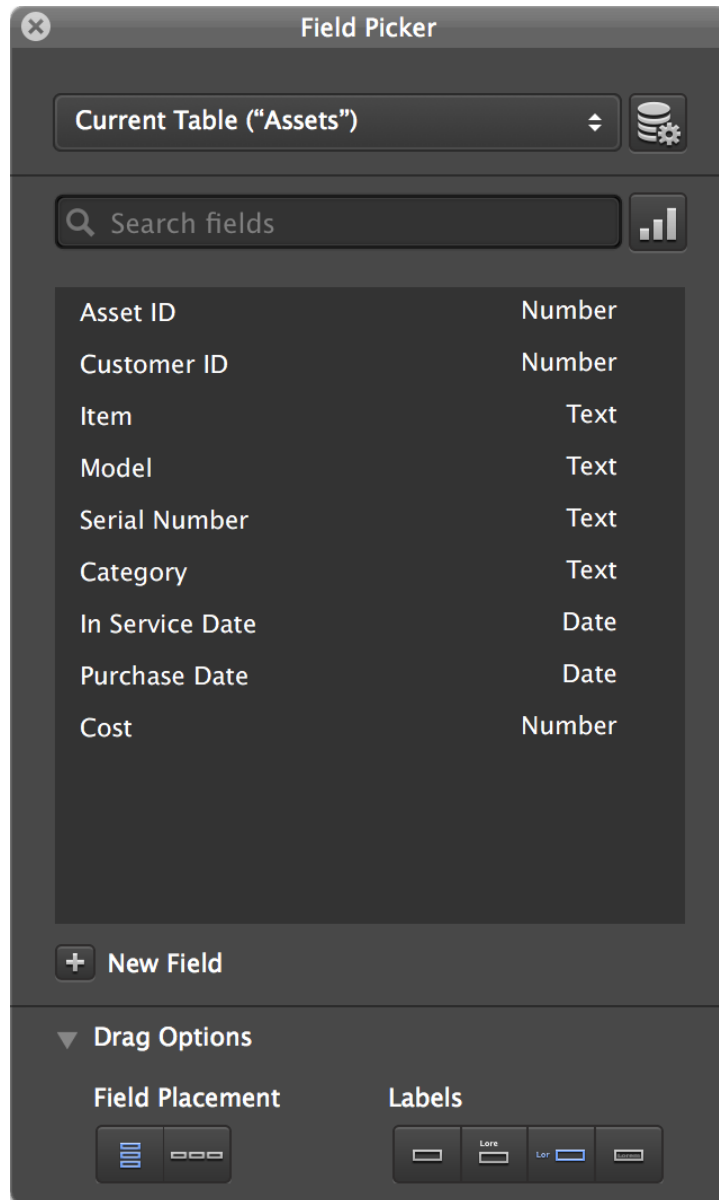 Field Picker
Current Table (“Assets”)
Search fields
Asset ID Number
Customer ID Number
Item Text
Model Text
Serial Number Text
Category Text
In Service Date Date
Purchase Date Date
Cost Number
New Field
Drag Options
Field Placement Labels
Lore
Lor